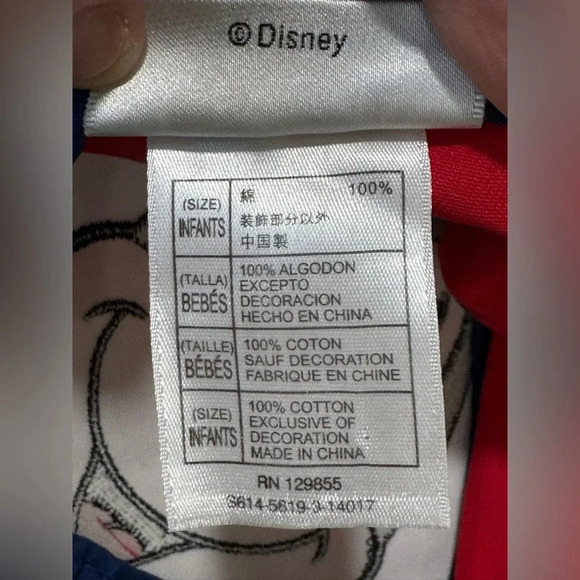 ©Disney
(SIZE)
INFANTS
綿 100%
装飾部分以外
中国製
(TALLA)
BEBÉS
100% ALGODON
EXCEPTO
DECORACION
HECHO EN CHINA
(TAILLE)
BÉBÉS
100% COTON
SAUF DECORATION
FABRIQUE EN CHINE
(SIZE)
INFANTS
100% COTTON
EXCLUSIVE OF
DECORATION
MADE IN CHINA
RN 129855
S614-5619-3-14017